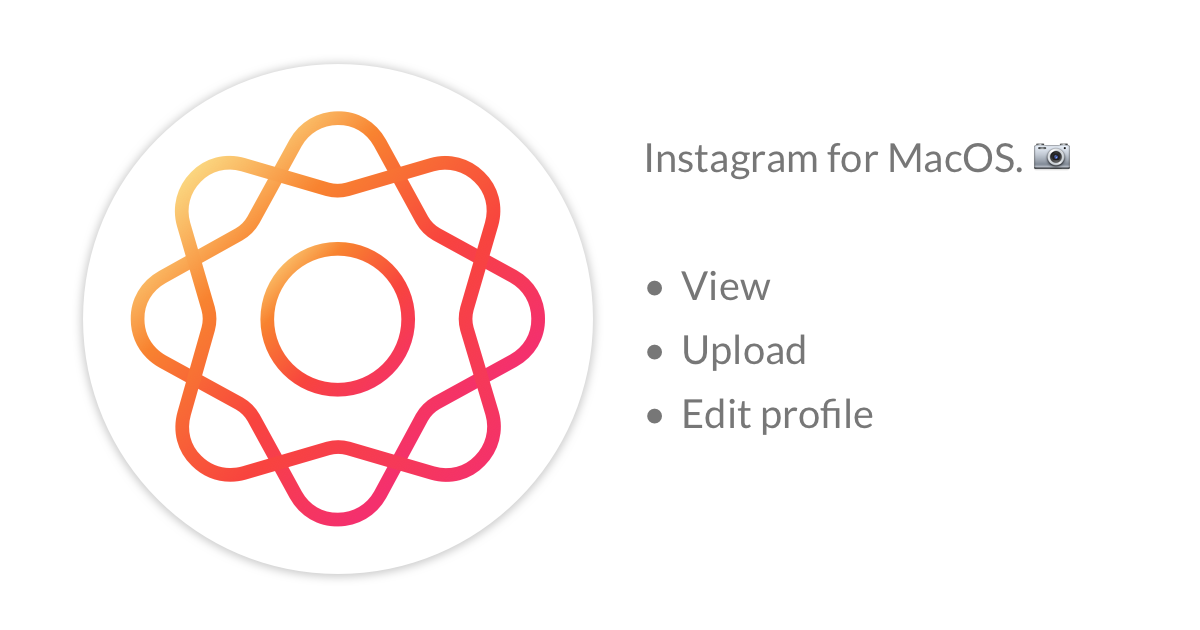 Instagram for MacOS. 📷
• View
• Upload
• Edit profile